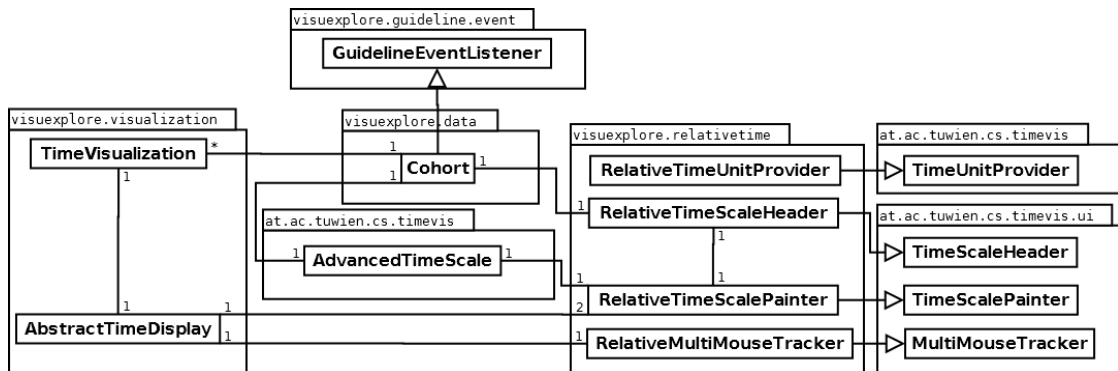 visuexplore.guideline.event
GuidelineEventListener
visuexplore.visualization
visuexplore.data
visuexplore.relativetime
at.ac.tuwien.cs.timevis
TimeVisualization
*
1
Cohort
1
RelativeTimeUnitProvider
TimeUnitProvider
1
1
1
RelativeTimeScaleHeader
at.ac.tuwien.cs.timevis.ui
at.ac.tuwien.cs.timevis
1
AdvancedTimeScale
1
1
TimeScaleHeader
1
1
RelativeTimeScalePainter
TimeScalePainter
1
1
2
AbstractTimeDisplay
1
1
RelativeMultiMouseTracker
MultiMouseTracker